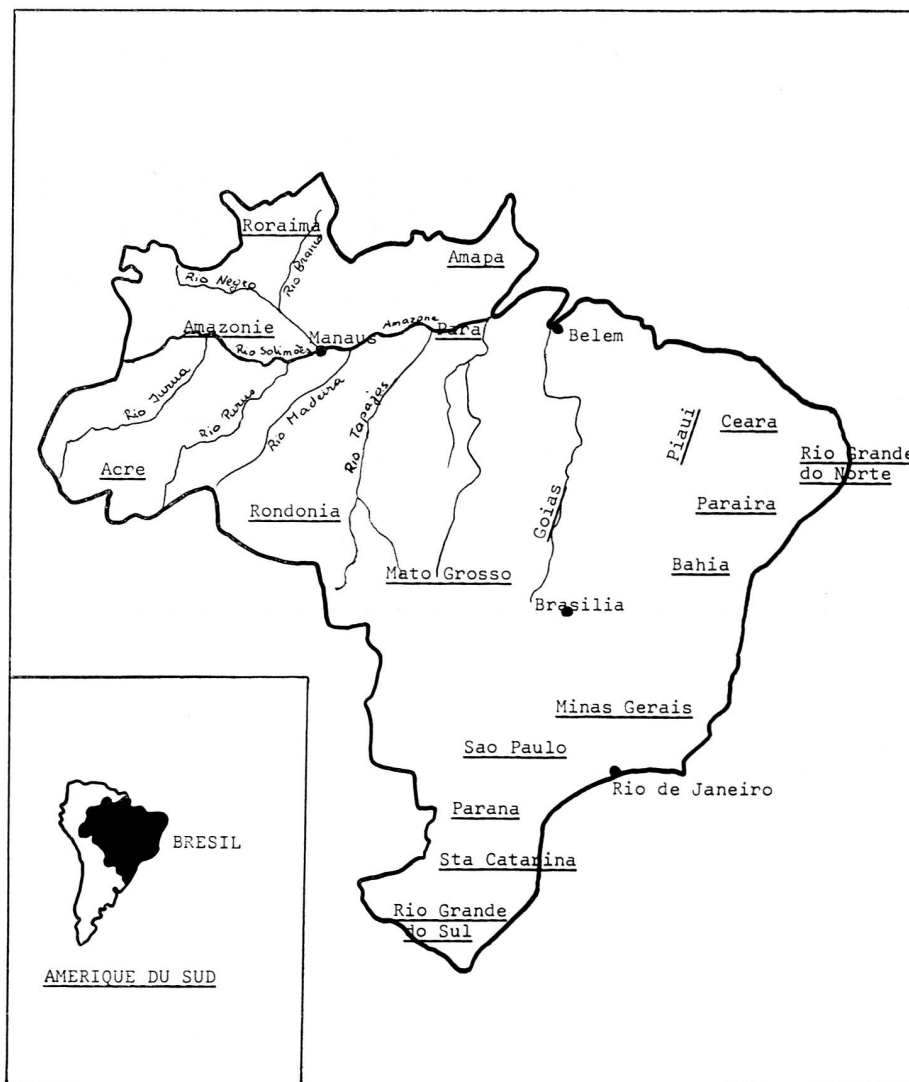 Roraima
Rio Branco
Amapa
Rio Negro
Amazonie
Manaus
Amazone
Para
Belem
Rio Solimões
Rio Jurua
Rio Purus
Rio Madeira
Rio Tapajós
Piaui
Ceara
Rio Grande
do Norte
Acre
Rondonia
Goias
Paraira
Mato Grosso
Bahia
Brasilia
Minas Gerais
Sao Paulo
Rio de Janeiro
Parana
BRESIL
Sta Catarina
Rio Grande
do Sul
AMERIQUE DU SUD